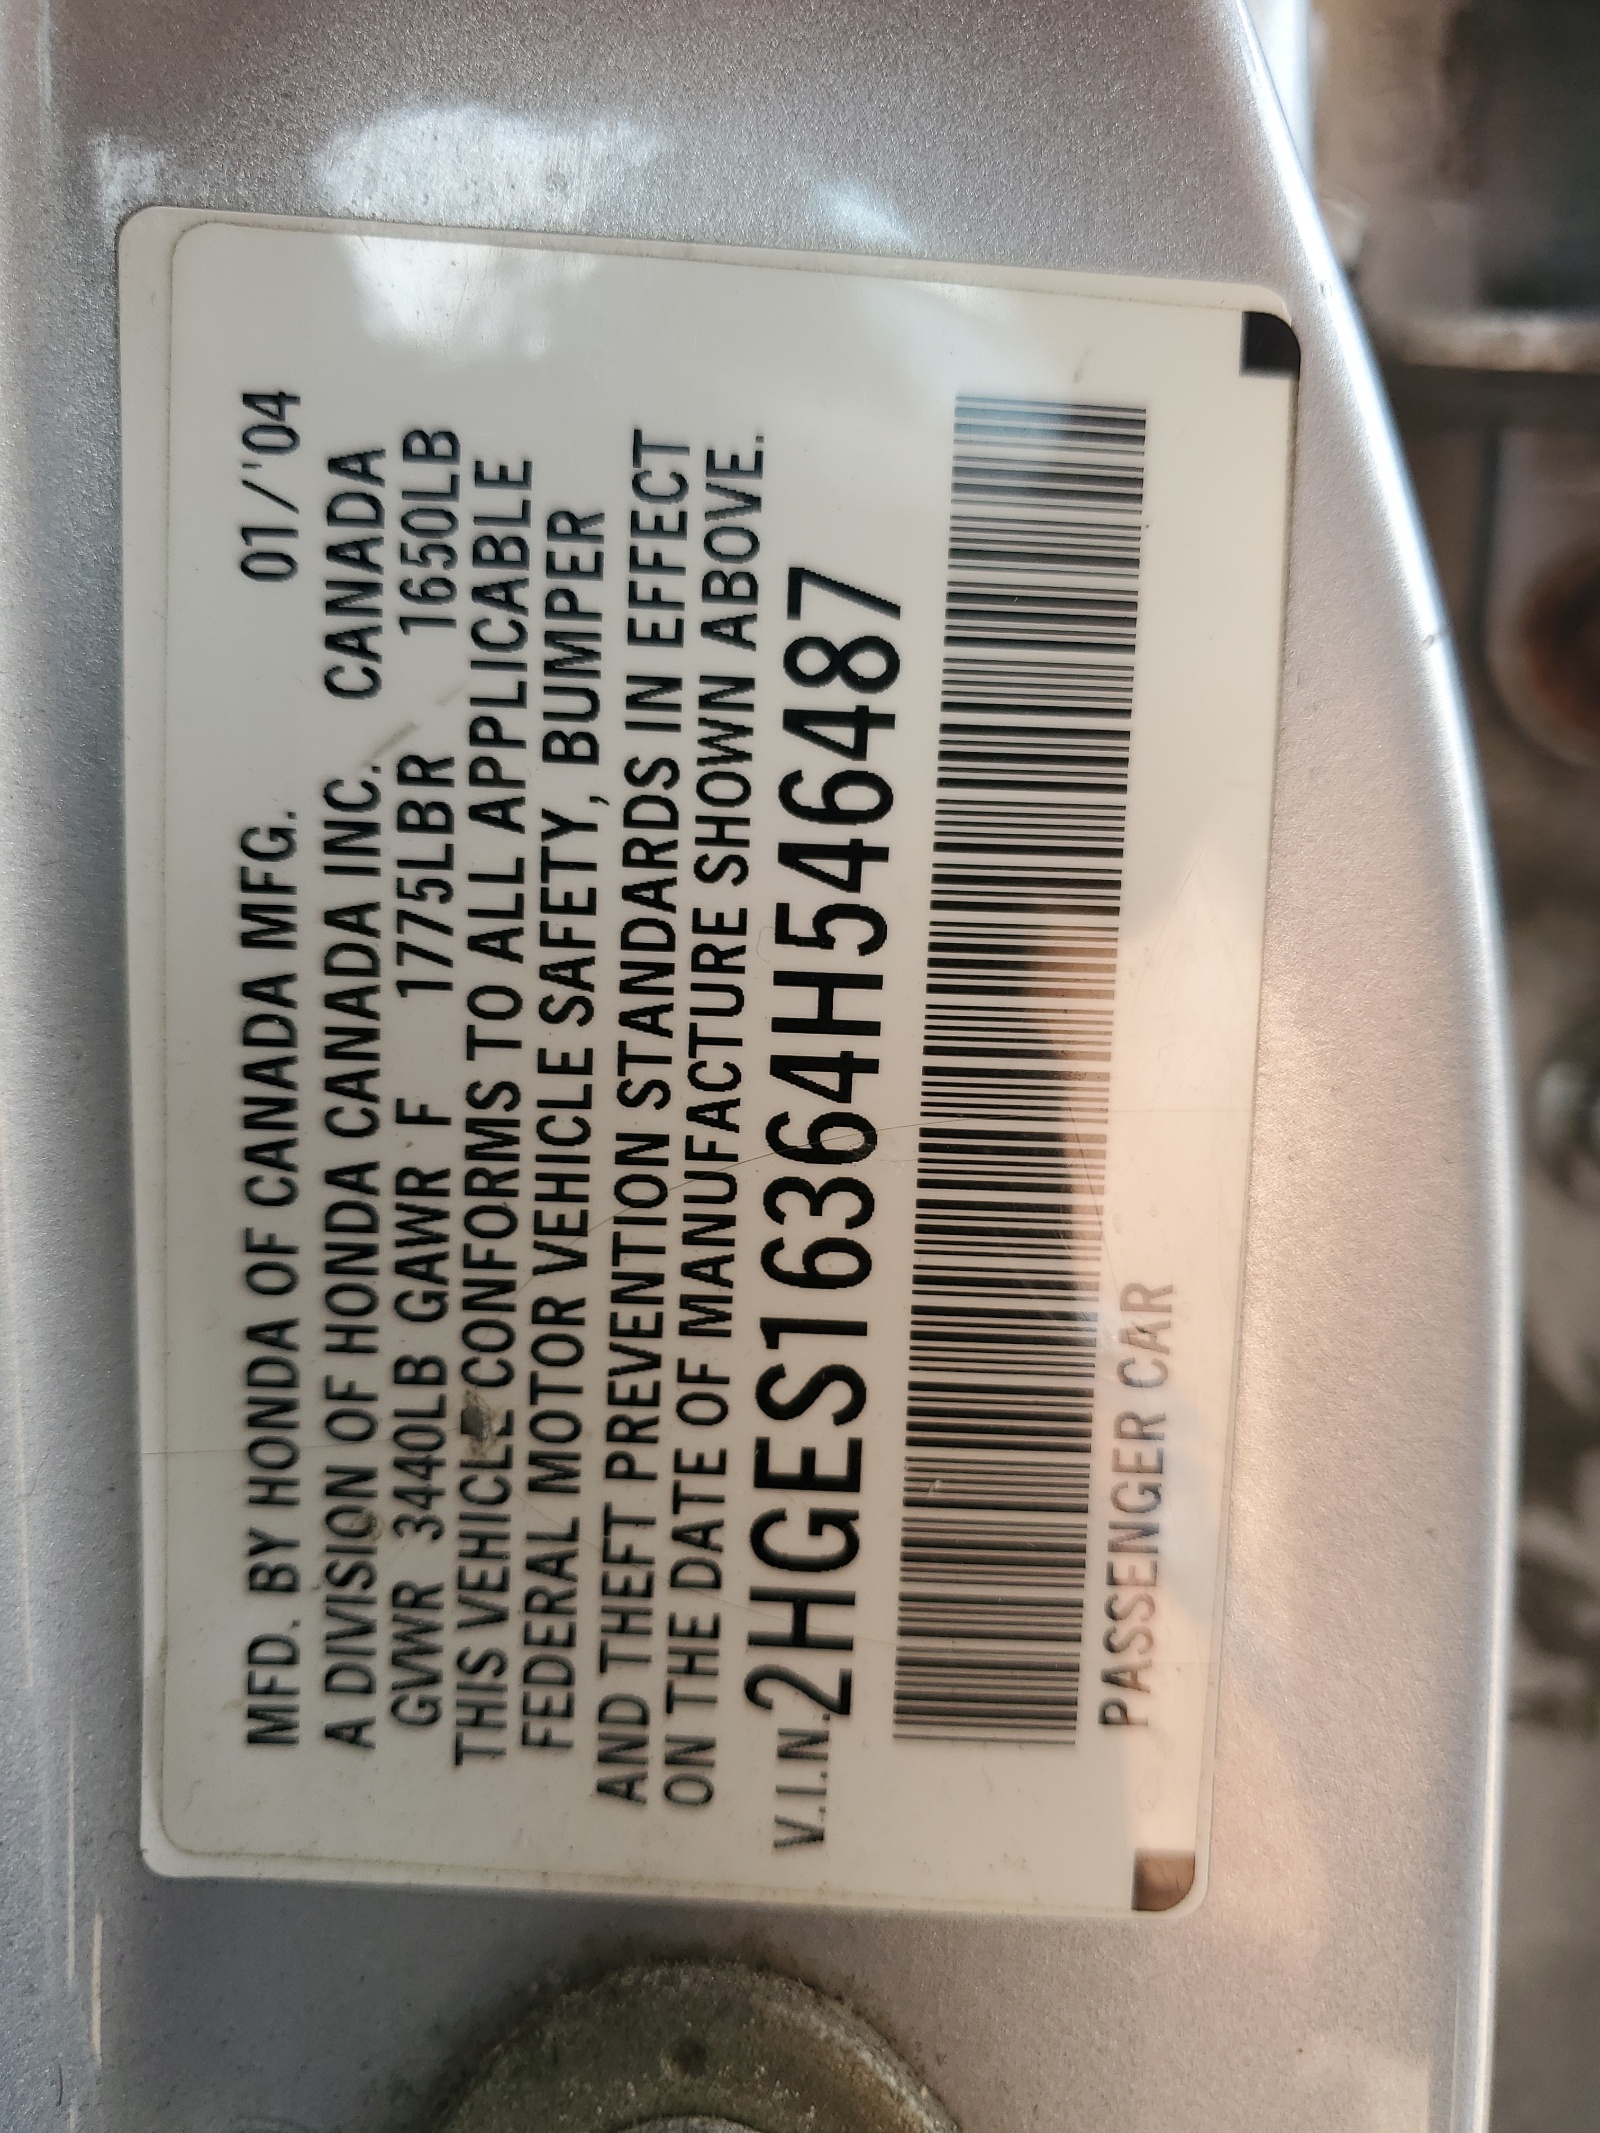 MFD. BY HONDA OF CANADA MFG. 01/'04
A DIVISION OF HONDA CANADA INC. CANADA
GVWR 3440LB GAWR F 1775LBR 1650LB
THIS VEHICLE CONFORMS TO ALL APPLICABLE
FEDERAL MOTOR VEHICLE SAFETY, BUMPER
AND THEFT PREVENTION STANDARDS IN EFFECT
ON THE DATE OF MANUFACTURE SHOWN ABOVE.
V.I.N. 2HGES16364H546487
PASSENGER CAR